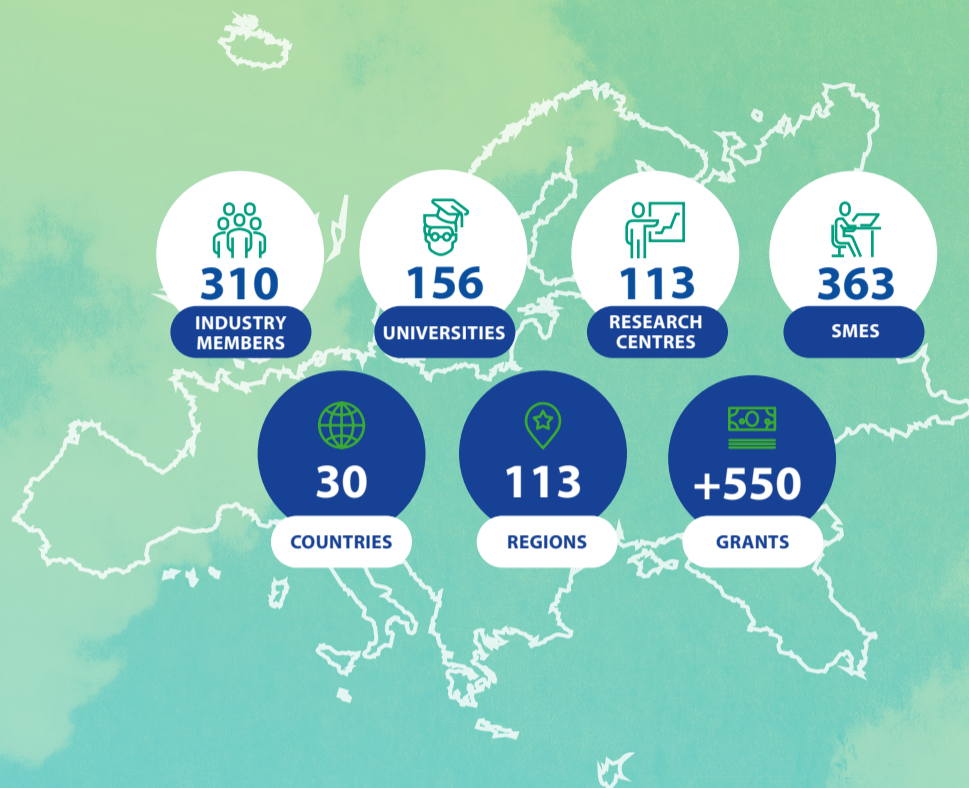 310
INDUSTRY
MEMBERS
156
UNIVERSITIES
113
RESEARCH
CENTRES
363
SMES
30
COUNTRIES
113
REGIONS
+550
GRANTS